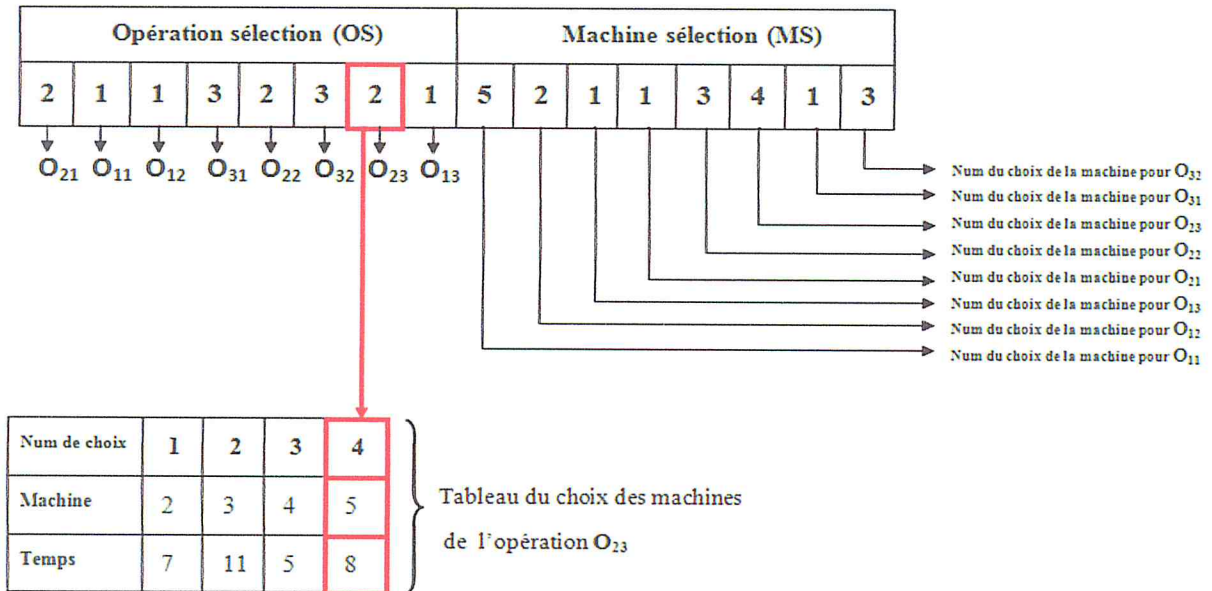 Opération sélection (OS) Machine sélection (MS)
2 1 1 3 2 3 2 1 5 2 1 1 3 4 1 3
O21 O11 O12 O31 O22 O32 O23 O13
Num du choix de la machine pour O32
Num du choix de la machine pour O31
Num du choix de la machine pour O23
Num du choix de la machine pour O22
Num du choix de la machine pour O21
Num du choix de la machine pour O13
Num du choix de la machine pour O12
Num du choix de la machine pour O11
Num de choix 1 2 3 4
Machine 2 3 4 5
Temps 7 11 5 8
Tableau du choix des machines
de l'opération O23